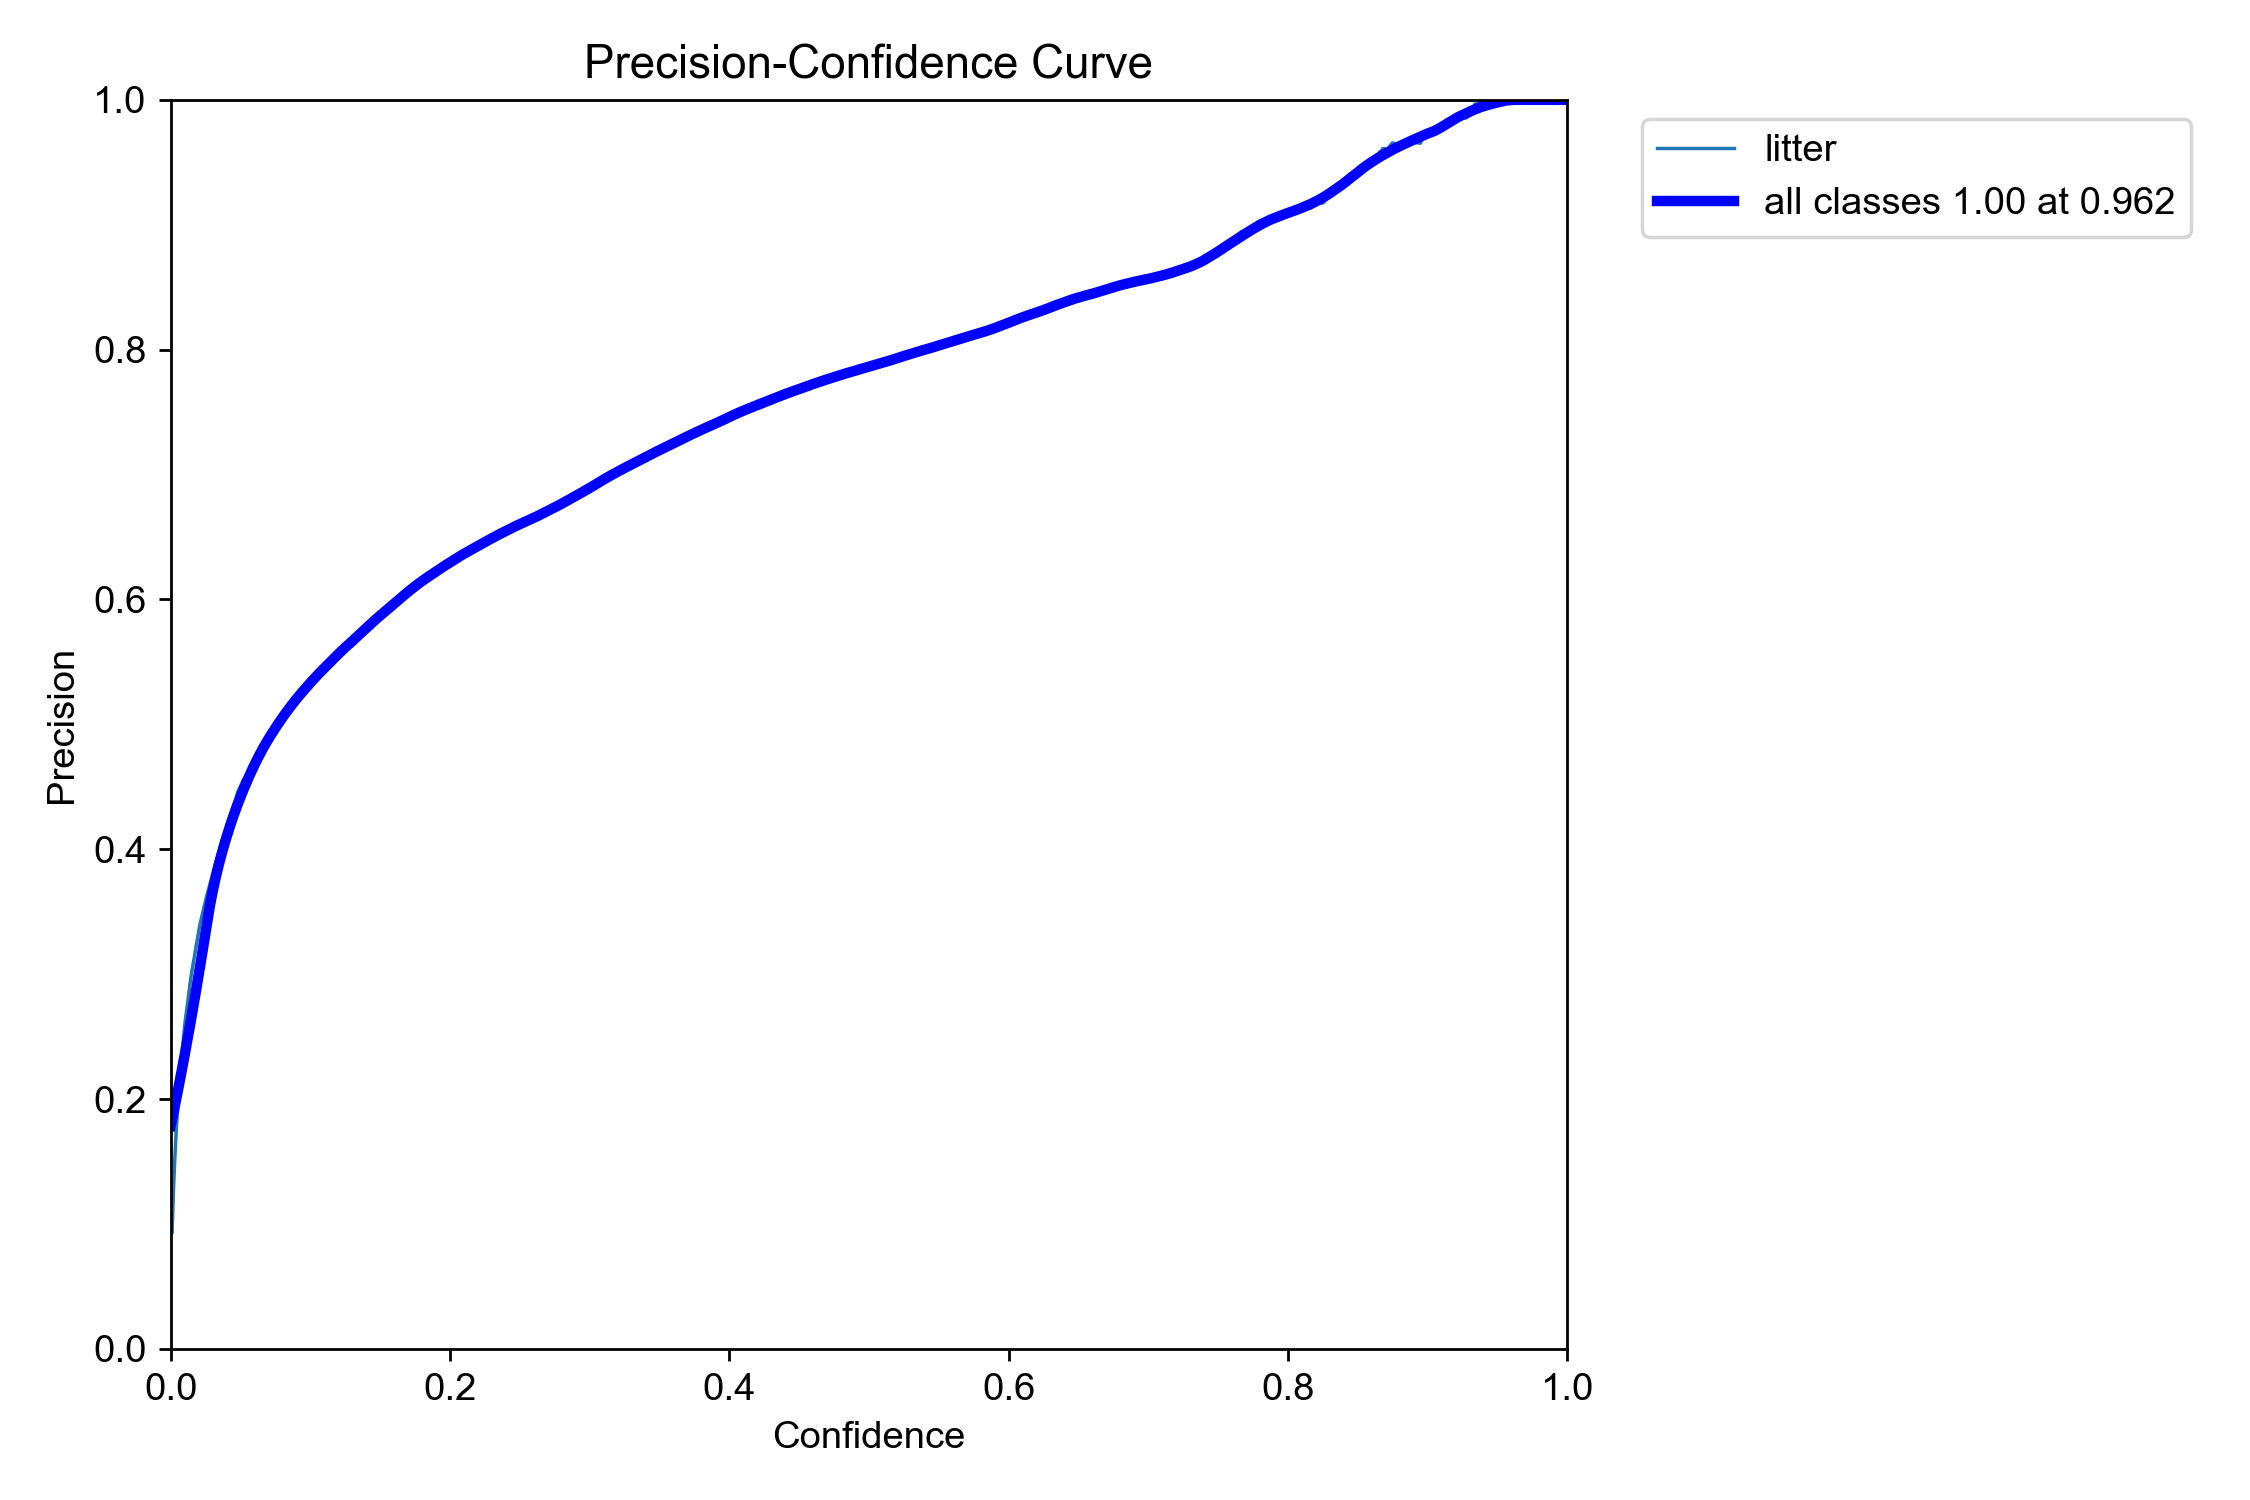 Precision-Confidence Curve
litter
all classes 1.00 at 0.962
1.0
0.8
0.6
0.4
0.2
0.0
Precision
0.0 0.2 0.4 0.6 0.8 1.0
Confidence